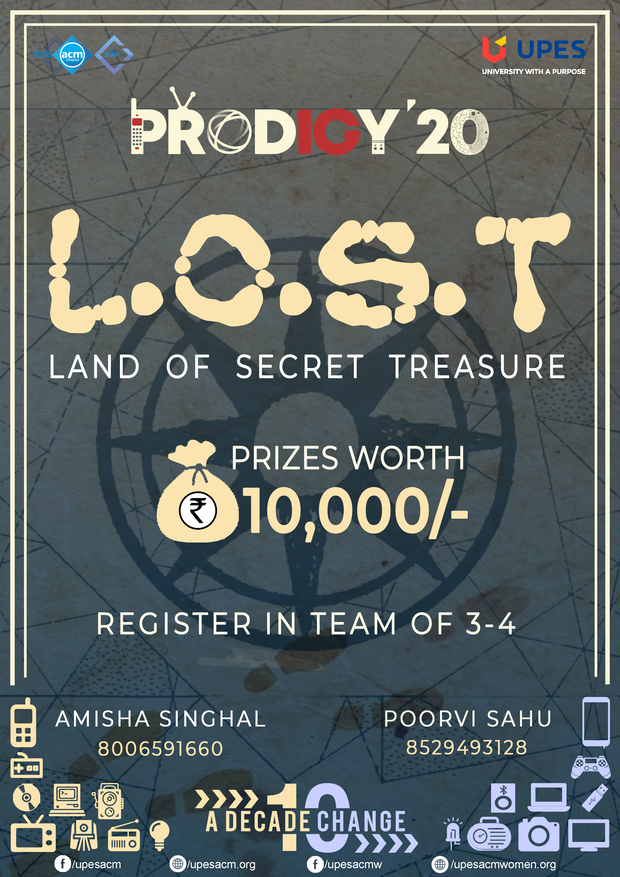 acm
UPES
UNIVERSITY WITH A PURPOSE
PRODIGY'20
L.O.S.T
LAND OF SECRET TREASURE
PRIZES WORTH
₹ 10,000/-
REGISTER IN TEAM OF 3-4
AMISHA SINGHAL
8006591660
POORVI SAHU
8529493128
10
A DECADE CHANGE
/upesacm
/upesacm.org
/upesacmw
/upesacmwomen.org